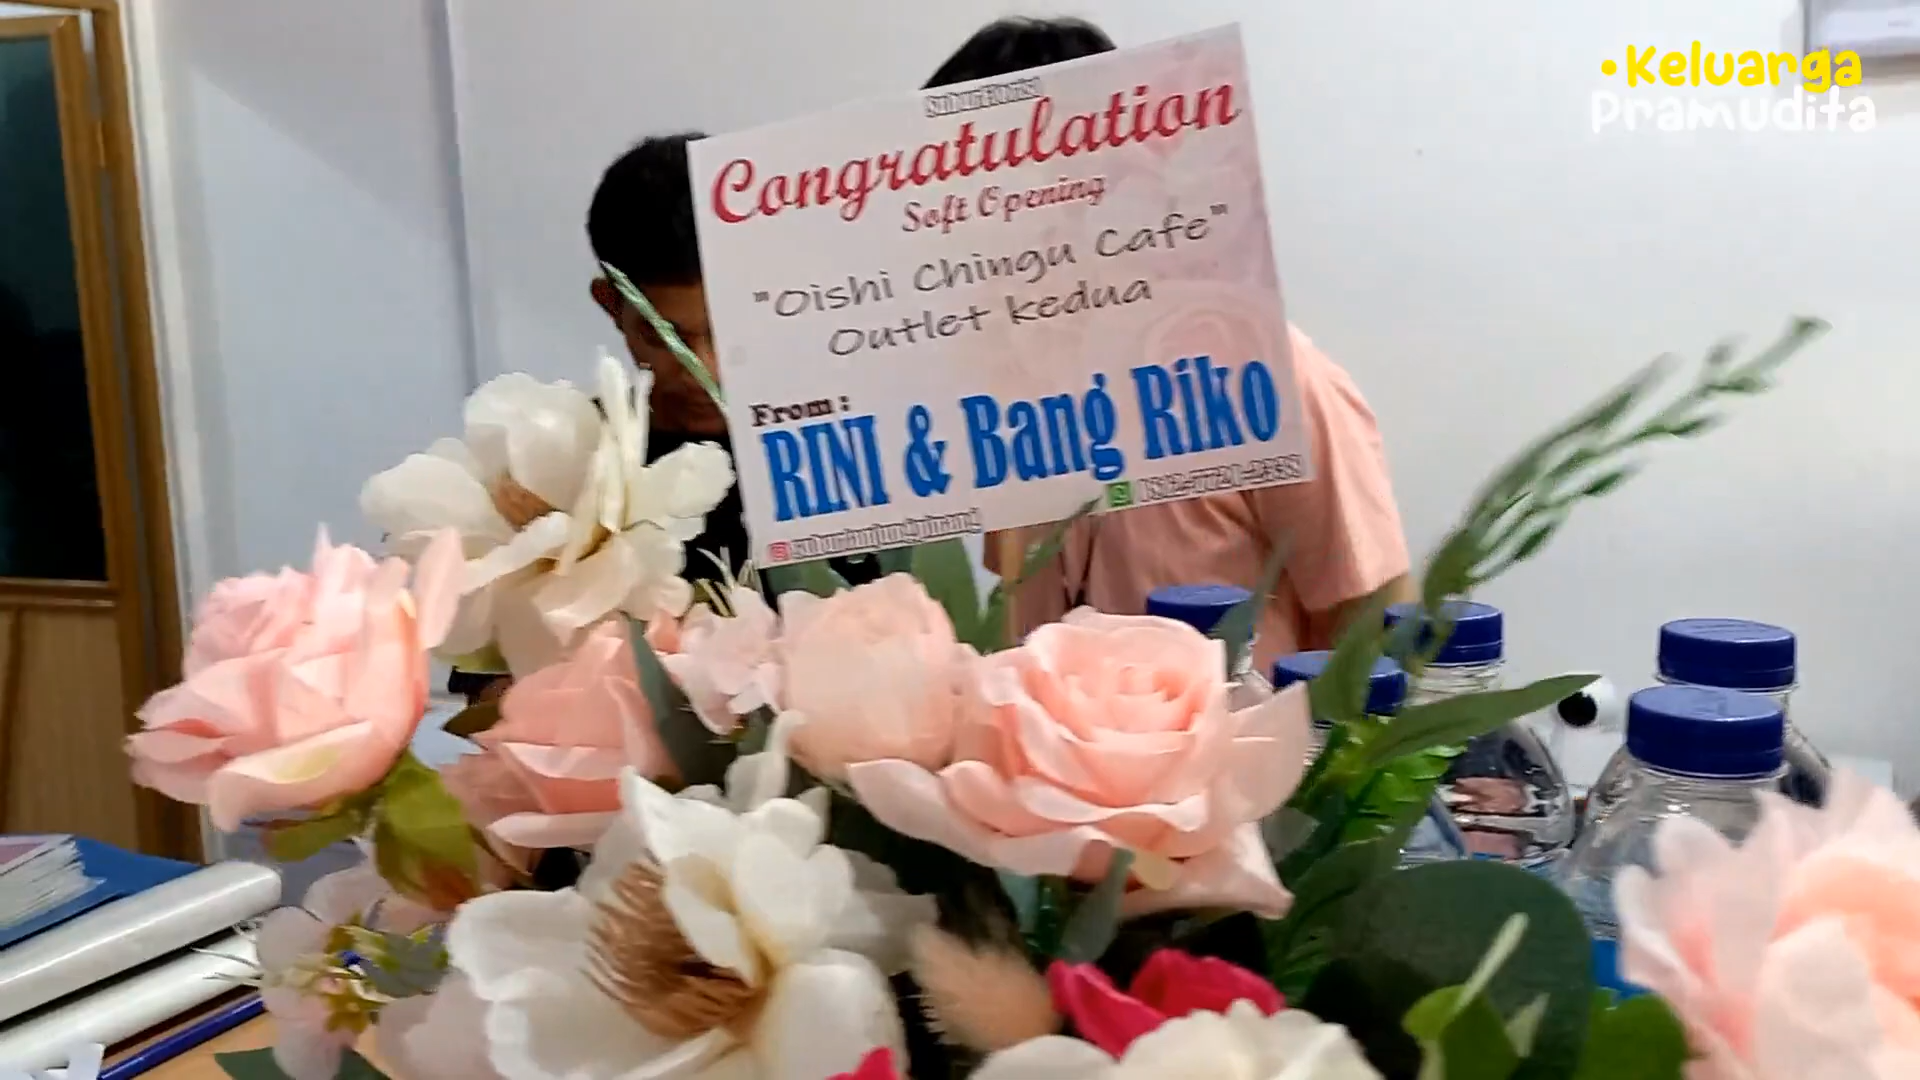 •Keluarga
Pramudita
Congratulation
Soft Opening
"Oishi Chingu Cafe"
Outlet kedua
From :
RINI & Bang Riko